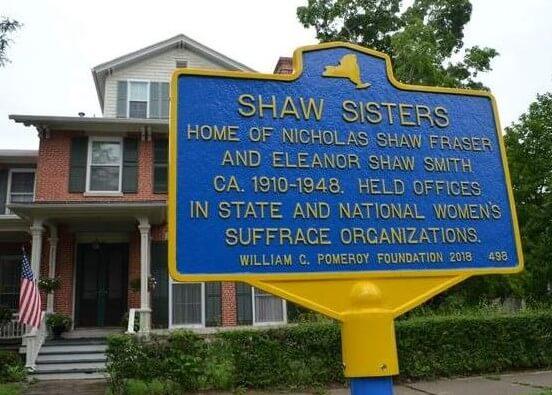 SHAW SISTERS
HOME OF NICHOLAS SHAW FRASER
AND ELEANOR SHAW SMITH
CA. 1910-1948. HELD OFFICES
IN STATE AND NATIONAL WOMEN'S
SUFFRAGE ORGANIZATIONS.
WILLIAM G. POMEROY FOUNDATION 2018 498